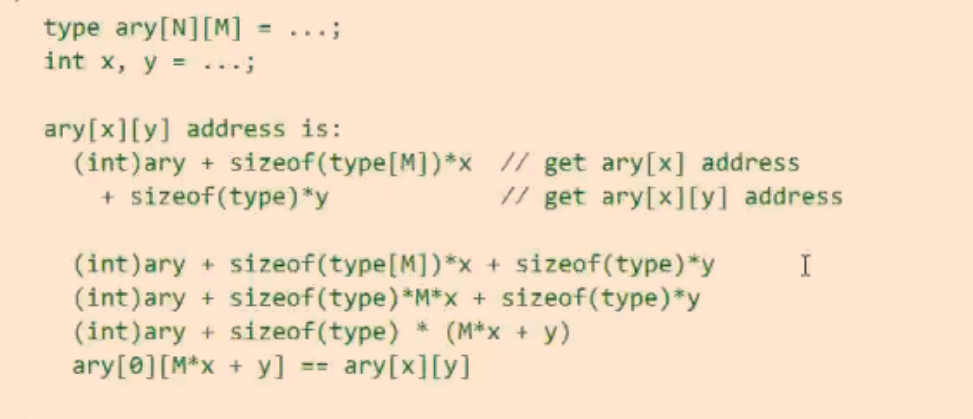 type ary[N][M] = ...;
int x, y = ...;
ary[x][y] address is:
(int)ary + sizeof(type[M])*x // get ary[x] address
+ sizeof(type)*y // get ary[x][y] address
(int)ary + sizeof(type[M])*x + sizeof(type)*y
(int)ary + sizeof(type)*M*x + sizeof(type)*y
(int)ary + sizeof(type) * (M*x + y)
ary[0][M*x + y] == ary[x][y]